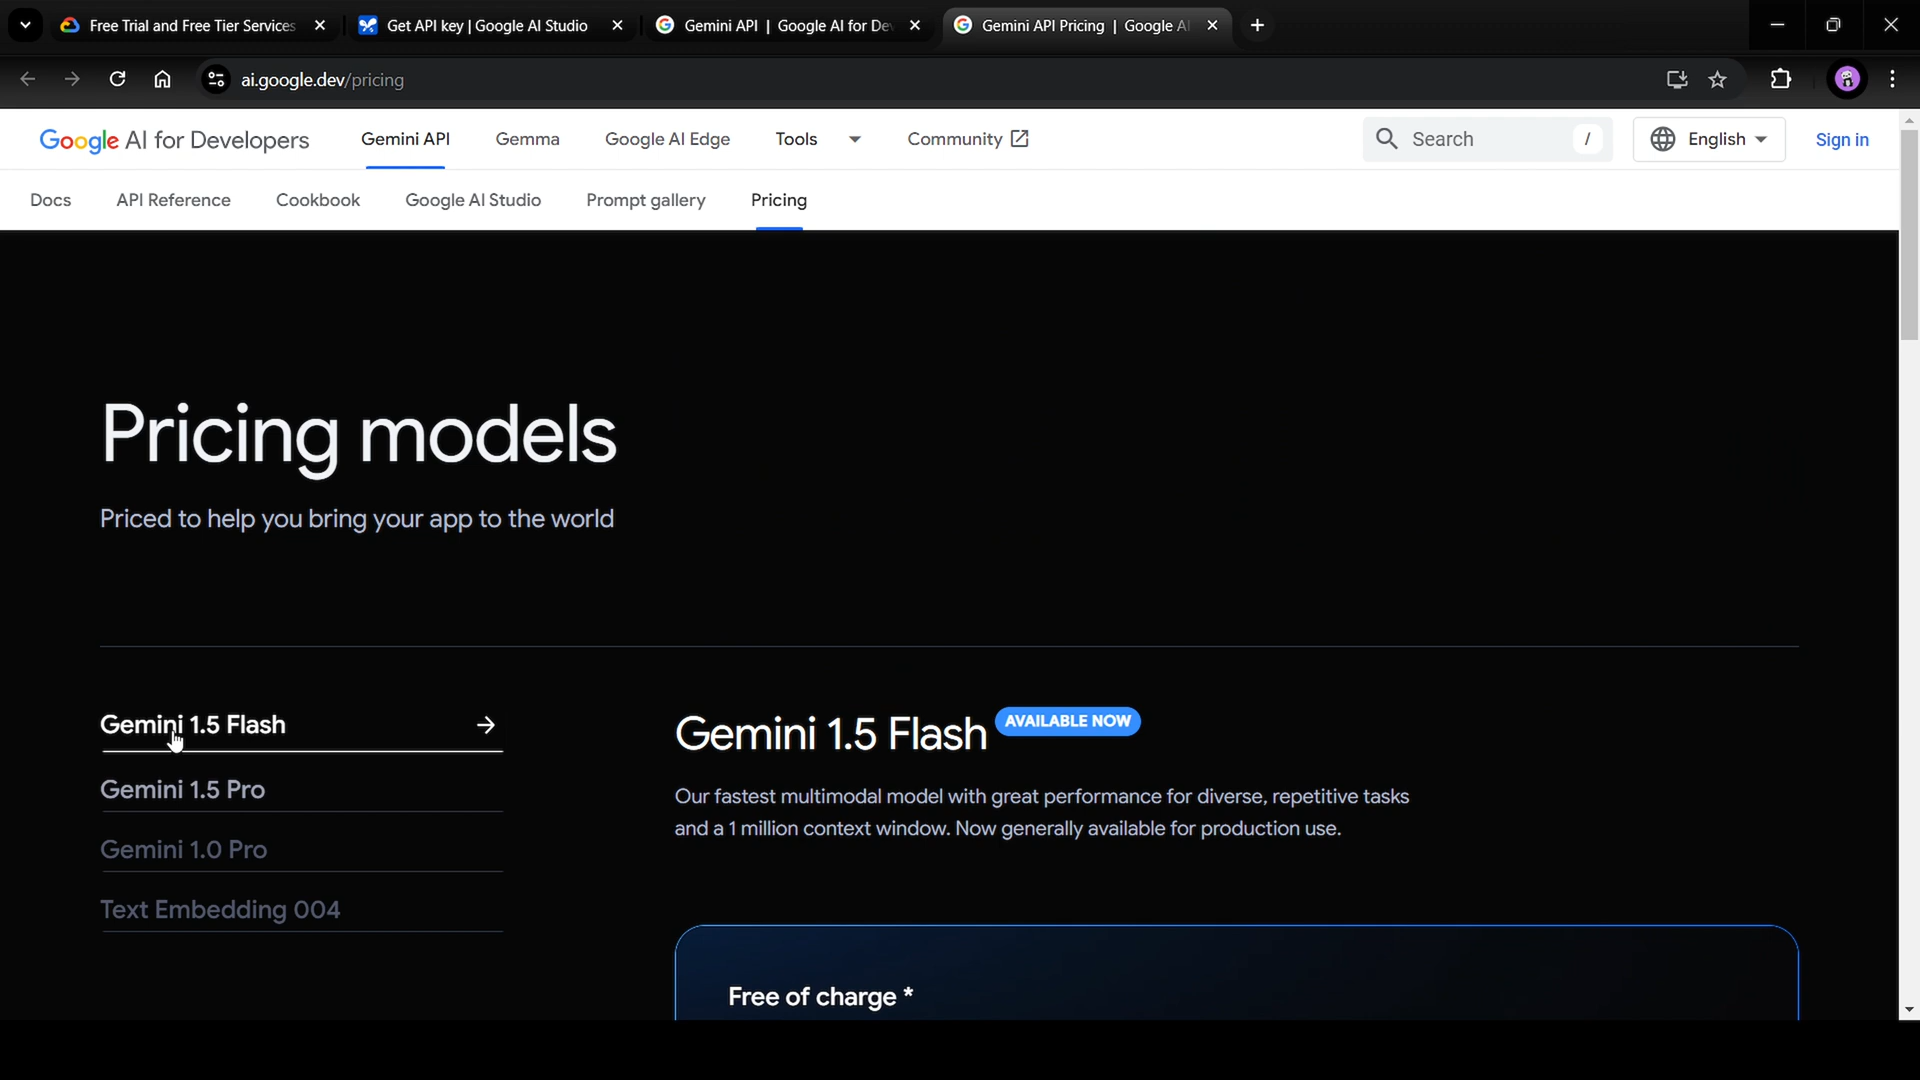 Free Trial and Free Tier Services
Get API key | Google AI Studio
Gemini API | Google AI for De
Gemini API Pricing | Google A
ai.google.dev/pricing
Google AI for Developers
Gemini API
Gemma
Google AI Edge
Tools
Community
Search
/
English
Sign in
Docs
API Reference
Cookbook
Google AI Studio
Prompt gallery
Pricing
Pricing models
Priced to help you bring your app to the world
Gemini 1.5 Flash
Gemini 1.5 Pro
Gemini 1.0 Pro
Text Embedding 004
Gemini 1.5 Flash
AVAILABLE NOW
Our fastest multimodal model with great performance for diverse, repetitive tasks
and a 1 million context window. Now generally available for production use.
Free of charge *